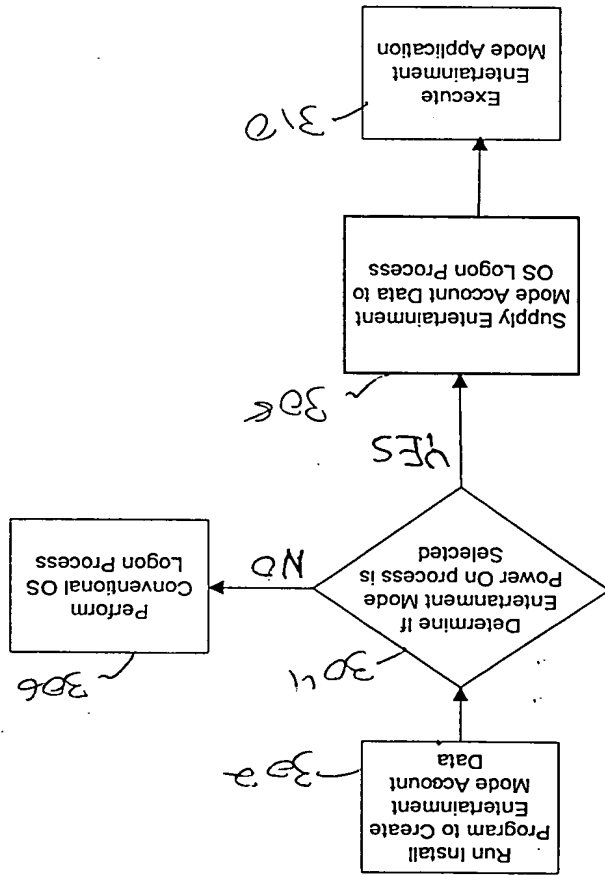 Run Install
Program to Create
Entertainment
Mode Account
Data
302
304
Determine If
Entertanment Mode
Power On process is
Selected
NO
306
Perform
Conventional OS
Logon Process
YES
308
Supply Entertainment
Mode Account Data to
OS Logon Process
310
Execute
Entertainment
Mode Application